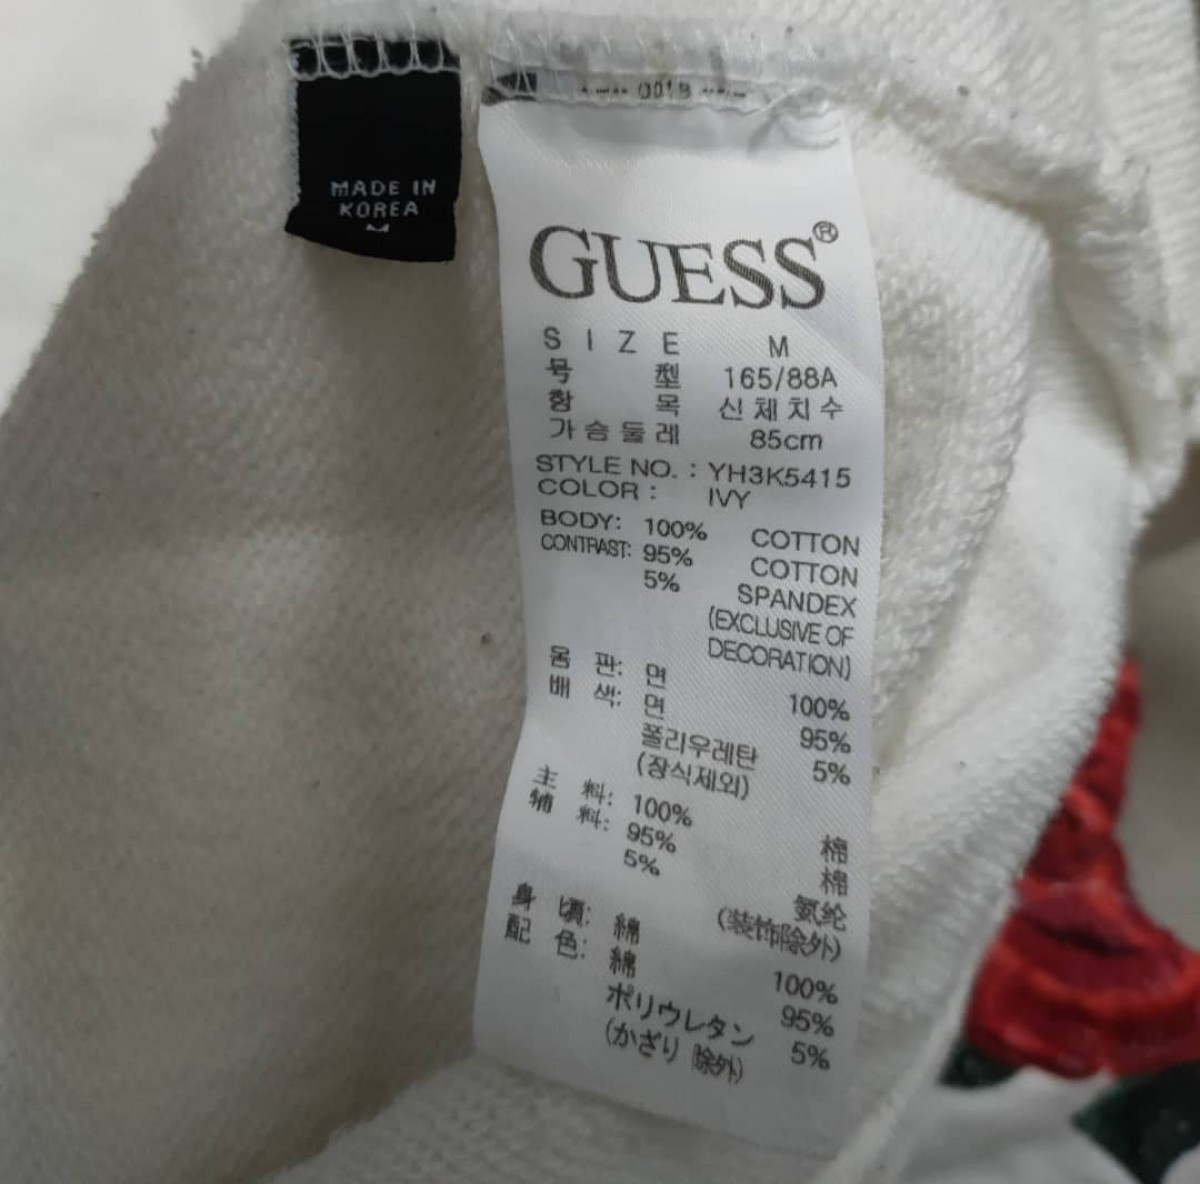 MADE IN
KOREA
M
GUESS®
SIZE M
号型 165/88A
항목 신체치수
가슴둘레 85cm
STYLE NO. : YH3K5415
COLOR : IVY
BODY: 100% COTTON
CONTRAST: 95% COTTON
5% SPANDEX
(EXCLUSIVE OF
DECORATION)
몸판: 면 100%
배색: 면 95%
폴리우레탄 5%
(장식제외)
主料: 100% 棉
辅料: 95% 棉
5% 氨纶
(装饰除外)
身頃: 綿 100%
配色: 綿 95%
ポリウレタン 5%
(かざり 除外)